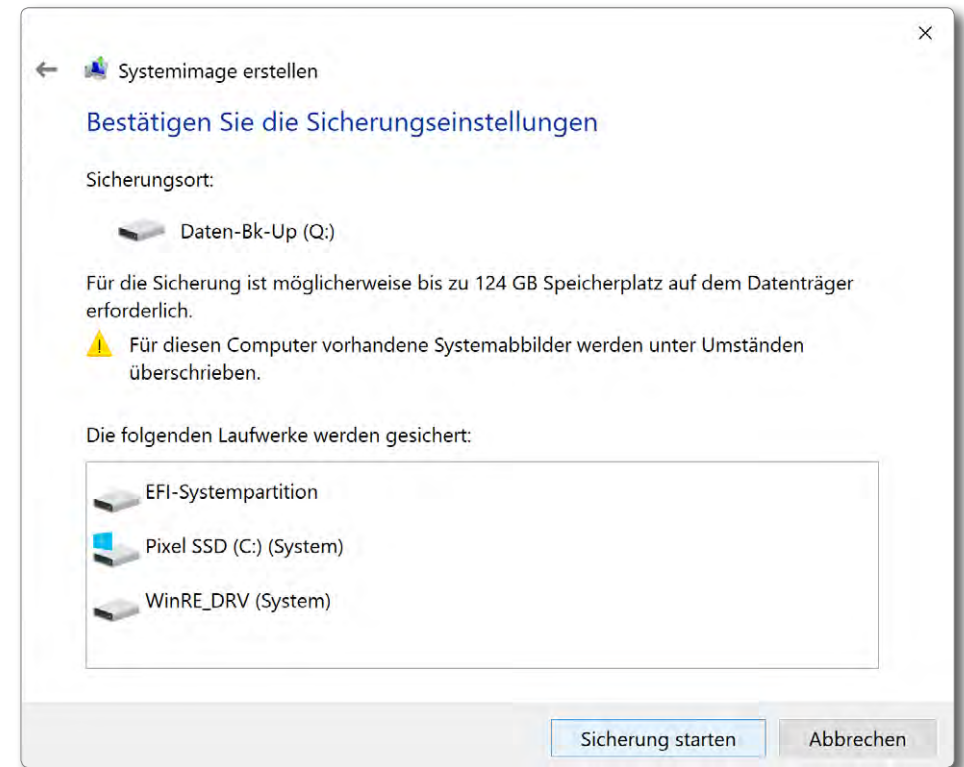 Systemimage erstellen
Bestätigen Sie die Sicherungseinstellungen
Sicherungsort:
Daten-Bk-Up (Q:)
Für die Sicherung ist möglicherweise bis zu 124 GB Speicherplatz auf dem Datenträger
erforderlich.
Für diesen Computer vorhandene Systemabbilder werden unter Umständen
überschrieben.
Die folgenden Laufwerke werden gesichert:
EFI-Systempartition
Pixel SSD (C:) (System)
WinRE_DRV (System)
Sicherung starten Abbrechen